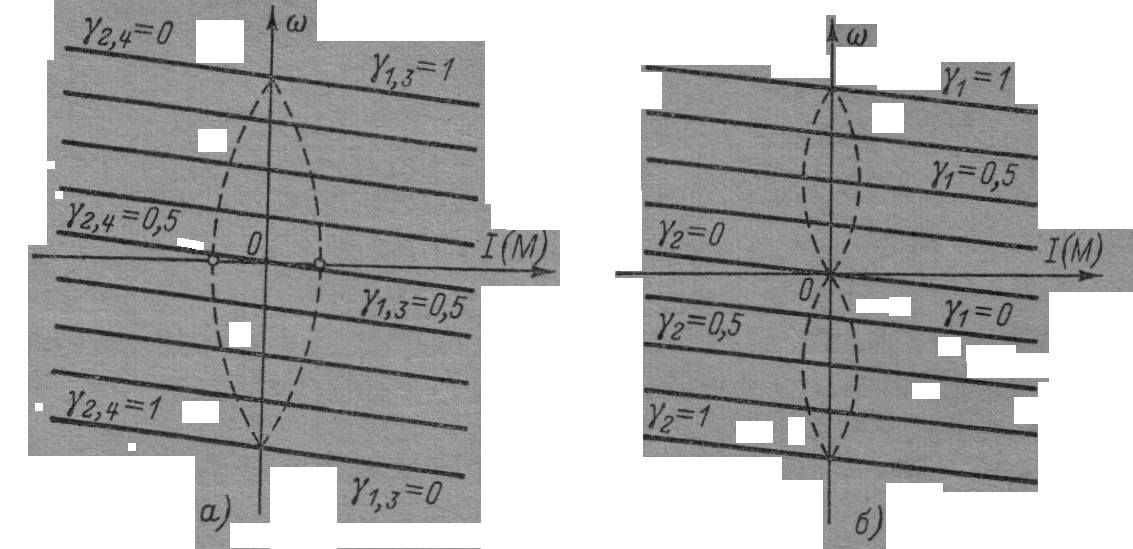 ω
γ2,4=0
γ1,3=1
γ2,4=0,5
0
I(M)
γ1,3=0,5
γ2,4=1
γ1,3=0
а)
ω
γ1=1
γ1=0,5
γ2=0
I(M)
0
γ1=0
γ2=0,5
γ2=1
б)